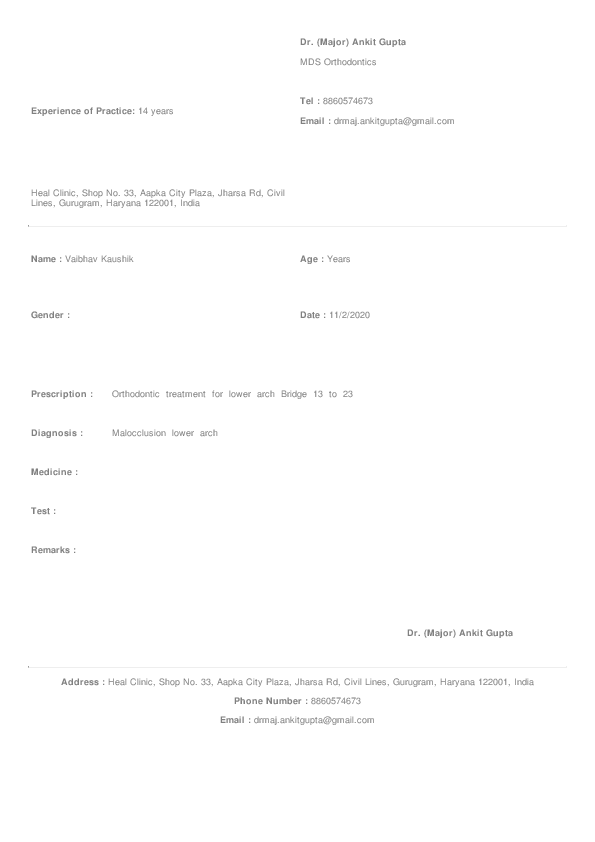 Dr. (Major) Ankit Gupta
MDS Orthodontics
Tel : 8860574673
Experience of Practice: 14 years
Email : drmaj.ankitgupta@gmail.com
Heal Clinic, Shop No. 33, Aapka City Plaza, Jharsa Rd, Civil
Lines, Gurugram, Haryana 122001, India
Name : Vaibhav Kaushik Age : Years
Gender : Date : 11/2/2020
Prescription : Orthodontic treatment for lower arch Bridge 13 to 23
Diagnosis : Malocclusion lower arch
Medicine :
Test :
Remarks :
Dr. (Major) Ankit Gupta
Address : Heal Clinic, Shop No. 33, Aapka City Plaza, Jharsa Rd, Civil Lines, Gurugram, Haryana 122001, India
Phone Number : 8860574673
Email : drmaj.ankitgupta@gmail.com